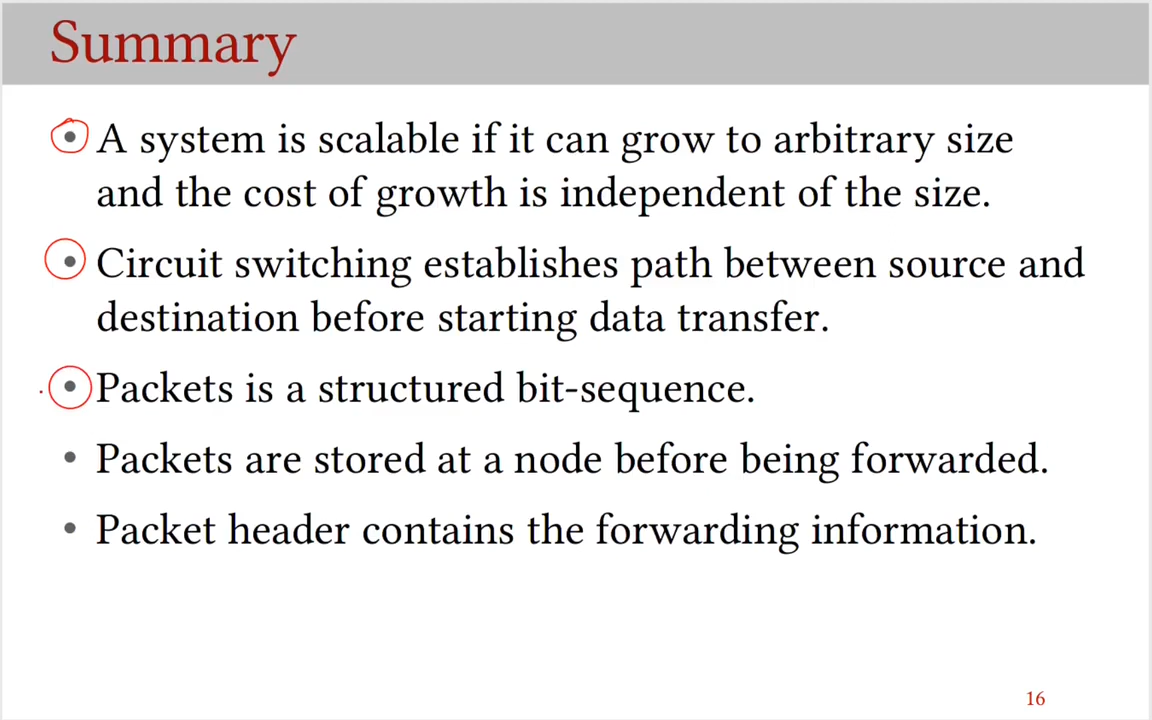 Summary
• A system is scalable if it can grow to arbitrary size
and the cost of growth is independent of the size.
• Circuit switching establishes path between source and
destination before starting data transfer.
• Packets is a structured bit-sequence.
• Packets are stored at a node before being forwarded.
• Packet header contains the forwarding information.
16